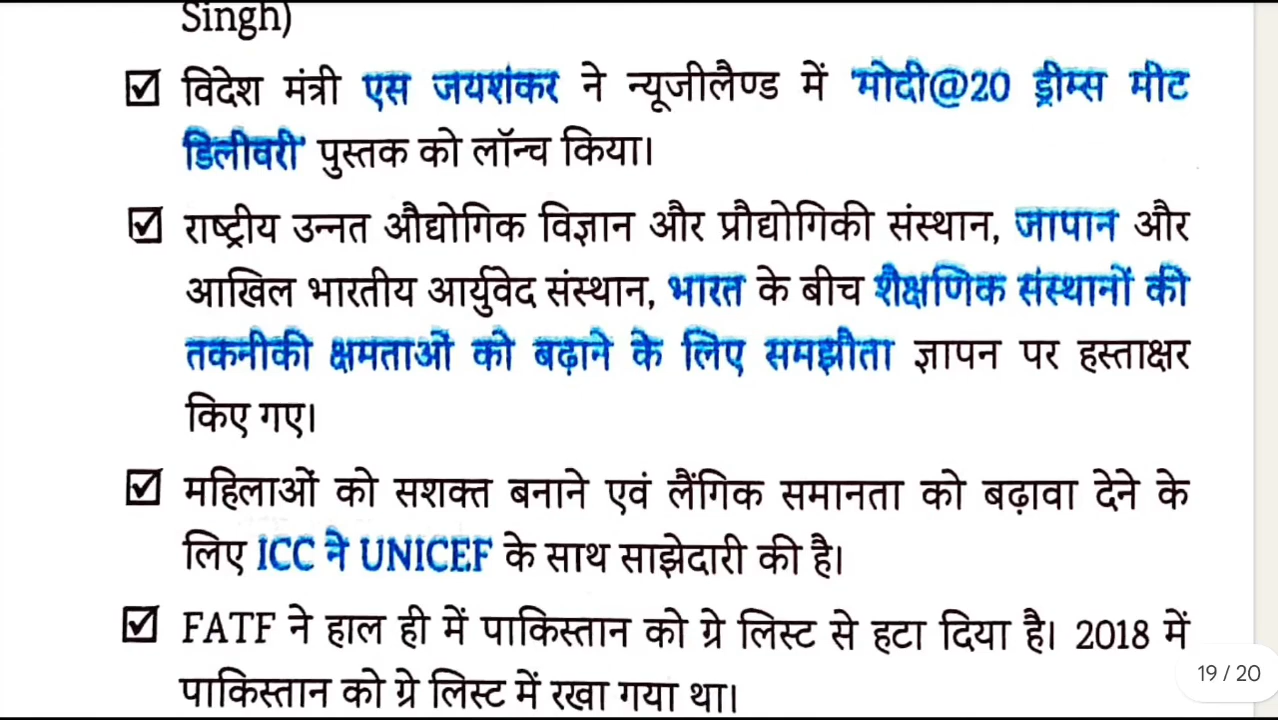 Singh)
विदेश मंत्री एस जयशंकर ने न्यूजीलैण्ड में 'मोदी@20 ड्रीम्स मीट
डिलीवरी' पुस्तक को लॉन्च किया।
राष्ट्रीय उन्नत औद्योगिक विज्ञान और प्रौद्योगिकी संस्थान, जापान और
आखिल भारतीय आर्युवेद संस्थान, भारत के बीच शैक्षणिक संस्थानों की
तकनीकी क्षमताओं को बढ़ाने के लिए समझौता ज्ञापन पर हस्ताक्षर
किए गए।
महिलाओं को सशक्त बनाने एवं लैंगिक समानता को बढ़ावा देने के
लिए ICC ने UNICEF के साथ साझेदारी की है।
FATF ने हाल ही में पाकिस्तान को ग्रे लिस्ट से हटा दिया है। 2018 में
पाकिस्तान को ग्रे लिस्ट में रखा गया था।
19 / 20